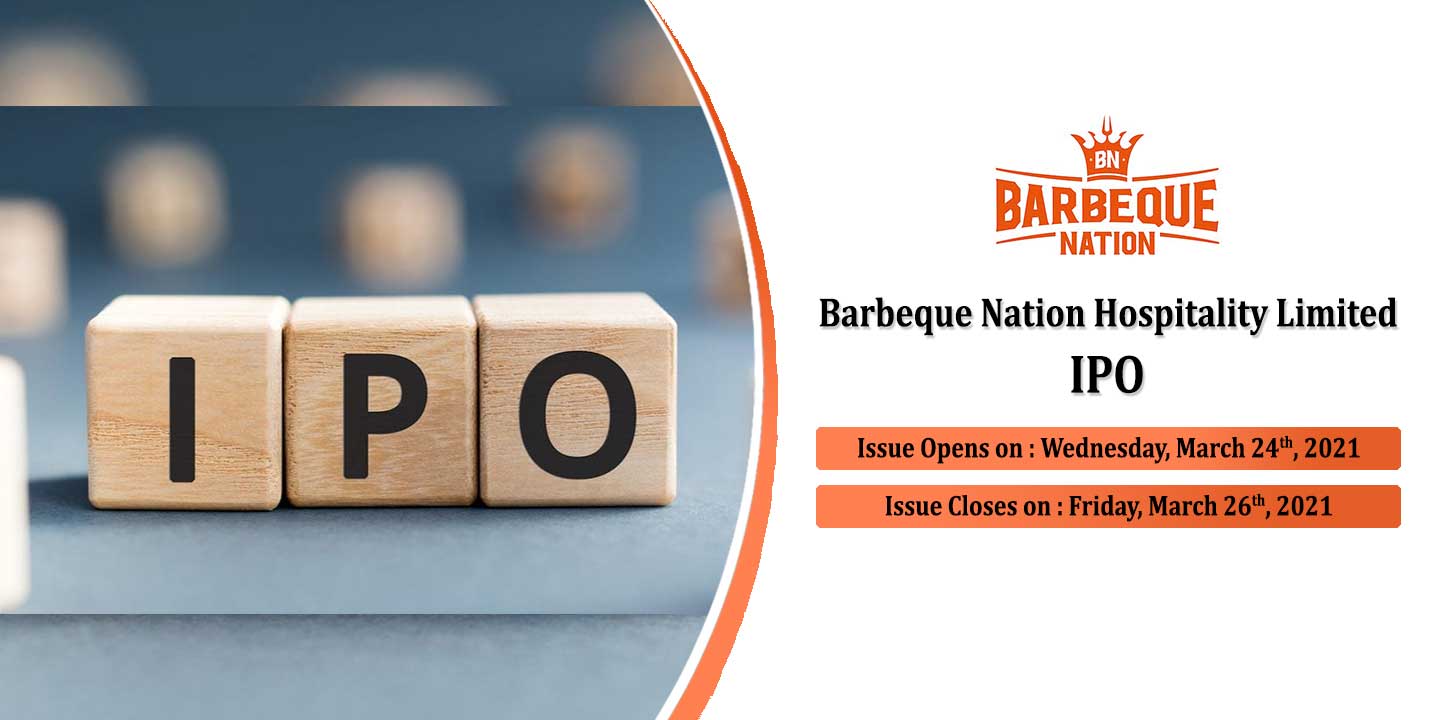 I P O
BN
BARBEQUE
NATION
Barbeque Nation Hospitality Limited
IPO
Issue Opens on : Wednesday, March 24th, 2021
Issue Closes on : Friday, March 26th, 2021